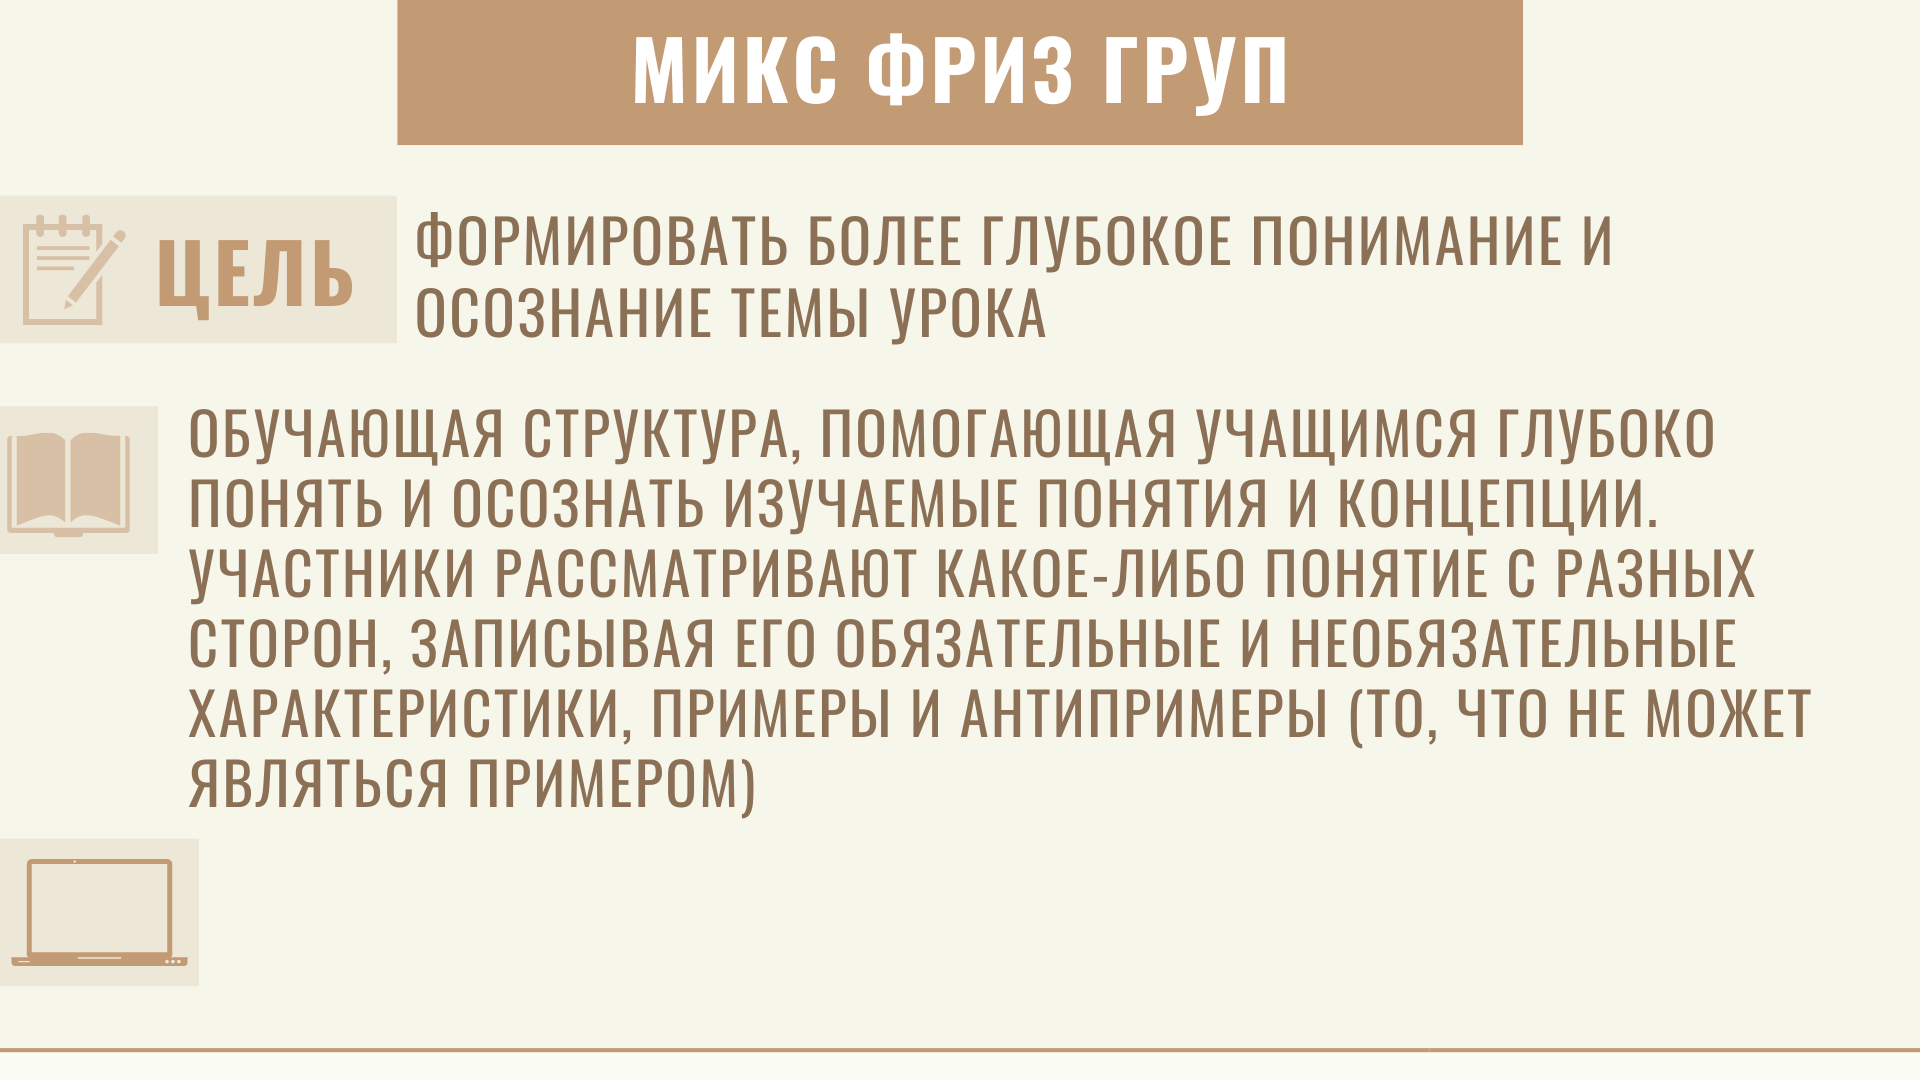 МИКС ФРИЗ ГРУП
ЦЕЛЬ
ФОРМИРОВАТЬ БОЛЕЕ ГЛУБОКОЕ ПОНИМАНИЕ И
ОСОЗНАНИЕ ТЕМЫ УРОКА
ОБУЧАЮЩАЯ СТРУКТУРА, ПОМОГАЮЩАЯ УЧАЩИМСЯ ГЛУБОКО
ПОНЯТЬ И ОСОЗНАТЬ ИЗУЧАЕМЫЕ ПОНЯТИЯ И КОНЦЕПЦИИ.
УЧАСТНИКИ РАССМАТРИВАЮТ КАКОЕ-ЛИБО ПОНЯТИЕ С РАЗНЫХ
СТОРОН, ЗАПИСЫВАЯ ЕГО ОБЯЗАТЕЛЬНЫЕ И НЕОБЯЗАТЕЛЬНЫЕ
ХАРАКТЕРИСТИКИ, ПРИМЕРЫ И АНТИПРИМЕРЫ (ТО, ЧТО НЕ МОЖЕТ
ЯВЛЯТЬСЯ ПРИМЕРОМ)